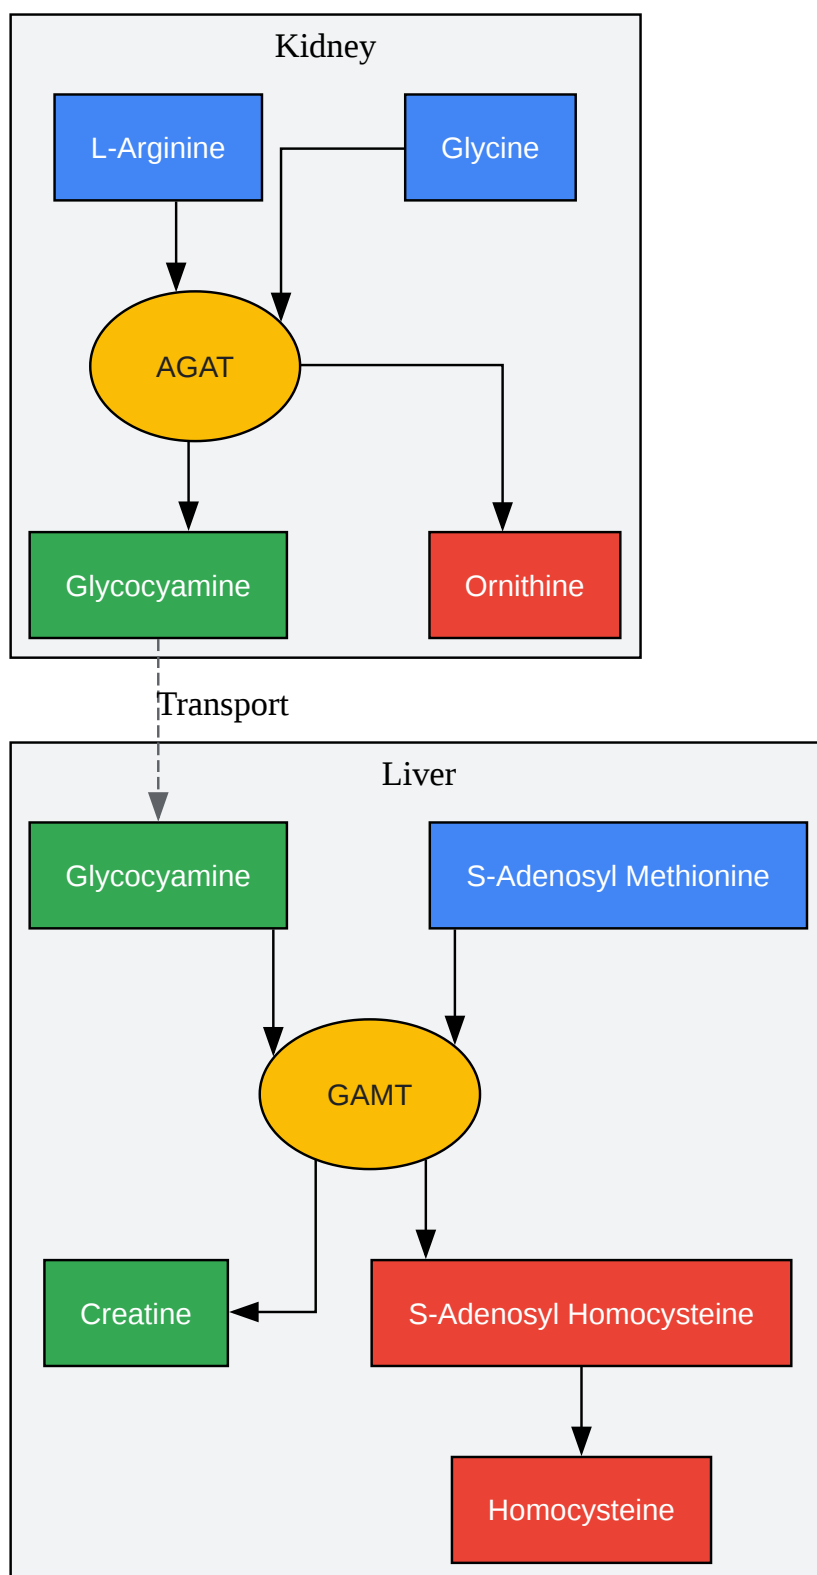 Kidney
L-Arginine
Glycine
AGAT
Glycocyamine
Ornithine
Transport
Liver
Glycocyamine
S-Adenosyl Methionine
GAMT
Creatine
S-Adenosyl Homocysteine
Homocysteine